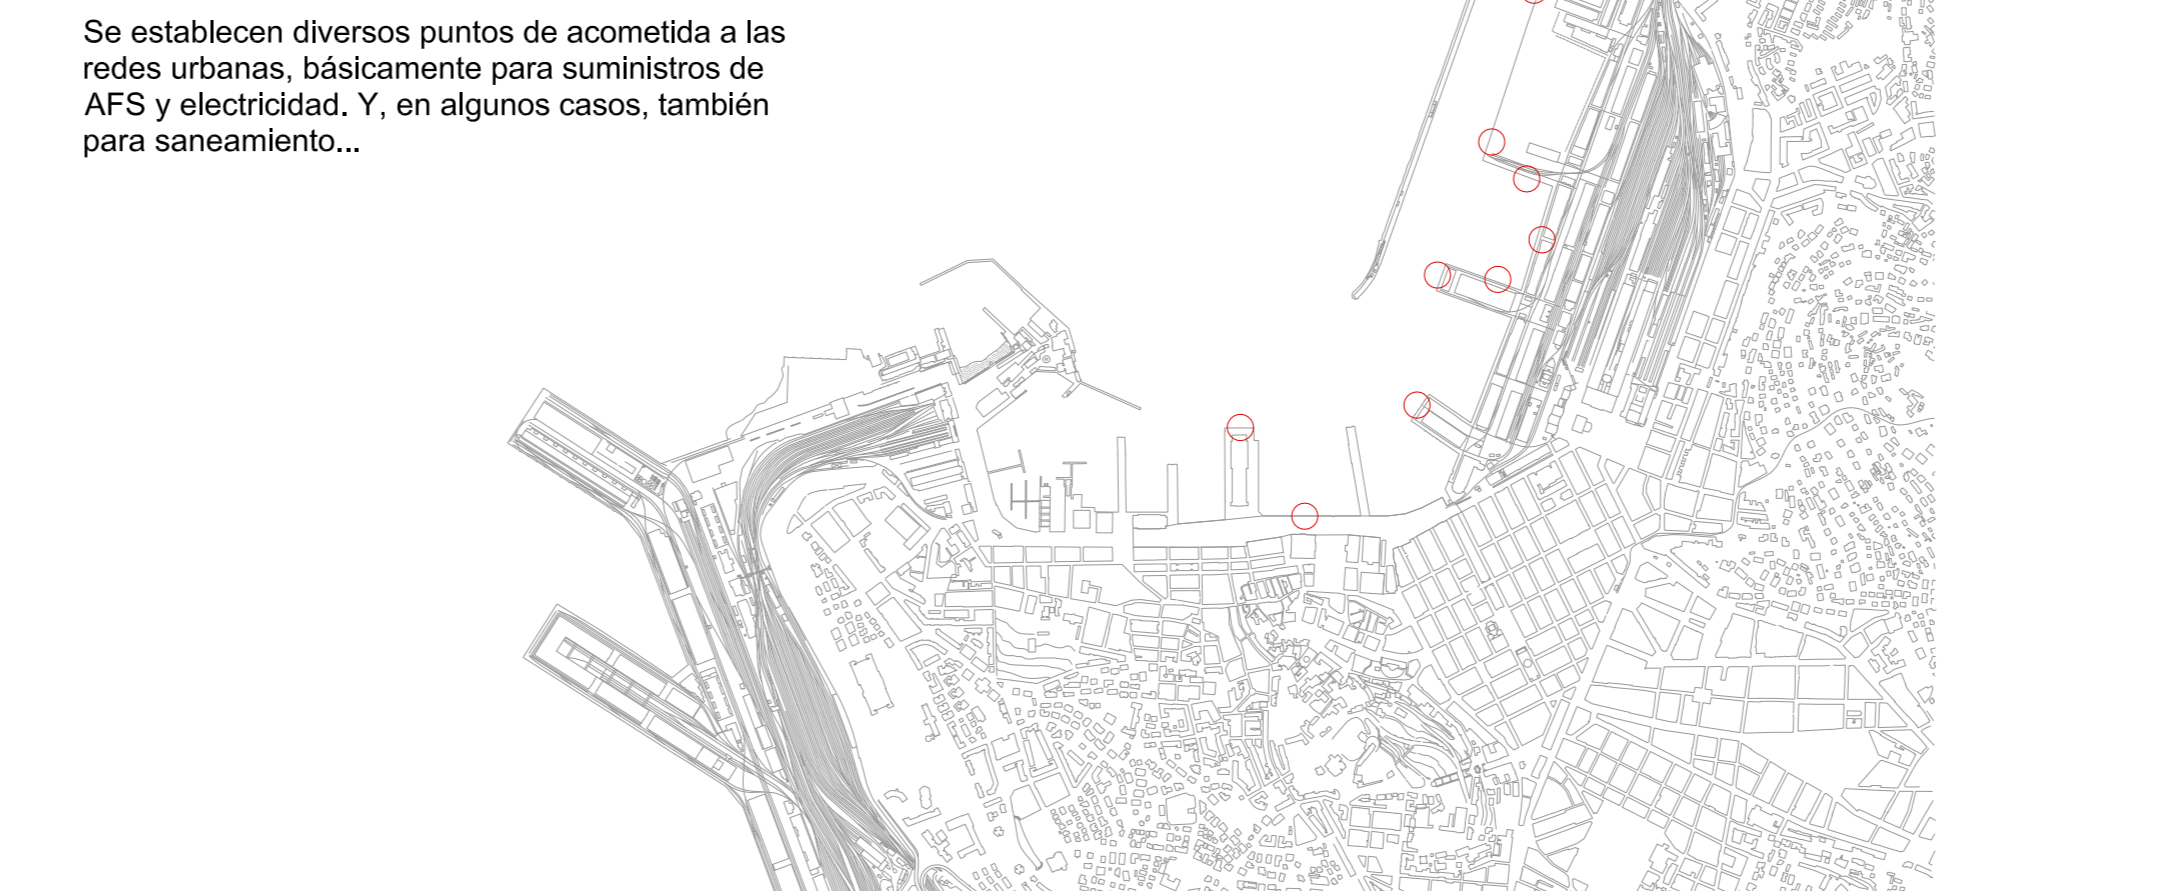 Se establecen diversos puntos de acometida a las
redes urbanas, básicamente para suministros de
AFS y electricidad. Y, en algunos casos, también
para saneamiento...